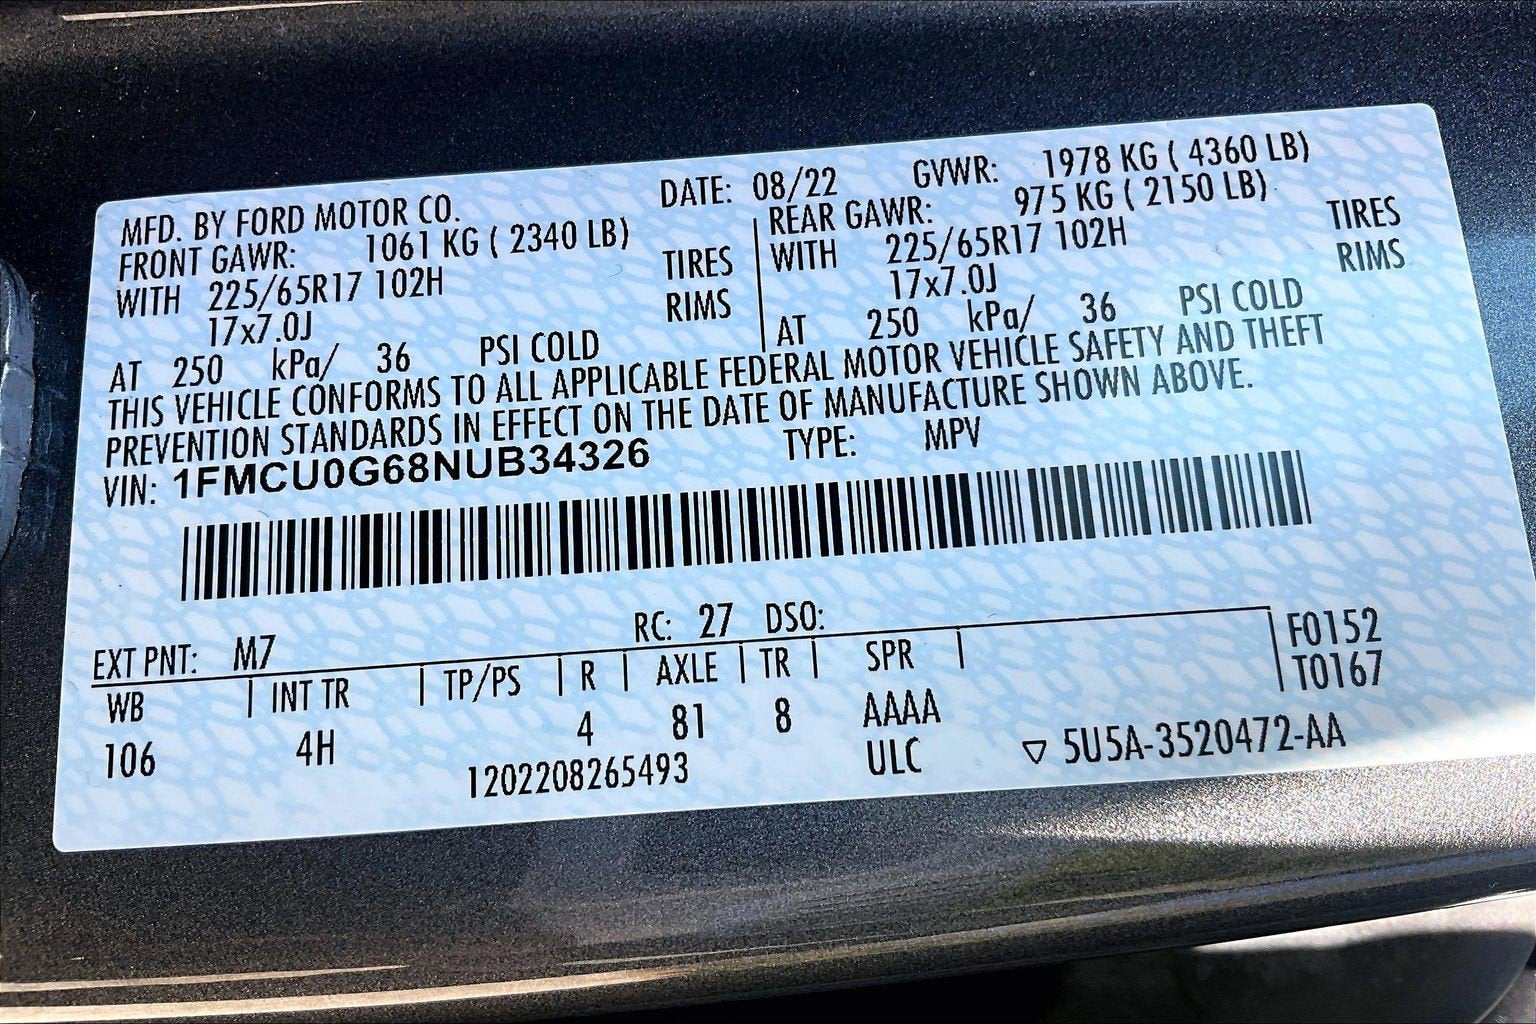 MFD. BY FORD MOTOR CO. DATE: 08/22 GVWR: 1978 KG ( 4360 LB)
FRONT GAWR: 1061 KG ( 2340 LB) REAR GAWR: 975 KG ( 2150 LB)
WITH 225/65R17 102H TIRES WITH 225/65R17 102H TIRES
17x7.0J RIMS 17x7.0J RIMS
AT 250 kPa/ 36 PSI COLD AT 250 kPa/ 36 PSI COLD
THIS VEHICLE CONFORMS TO ALL APPLICABLE FEDERAL MOTOR VEHICLE SAFETY AND THEFT
PREVENTION STANDARDS IN EFFECT ON THE DATE OF MANUFACTURE SHOWN ABOVE.
VIN: 1FMCU0G68NUB34326 TYPE: MPV
EXT PNT: M7 RC: 27 DSO: F0152
WB INT TR TP/PS R AXLE TR SPR T0167
106 4H 4 81 8 AAAA
1202208265493 ULC ▽ 5U5A-3520472-AA